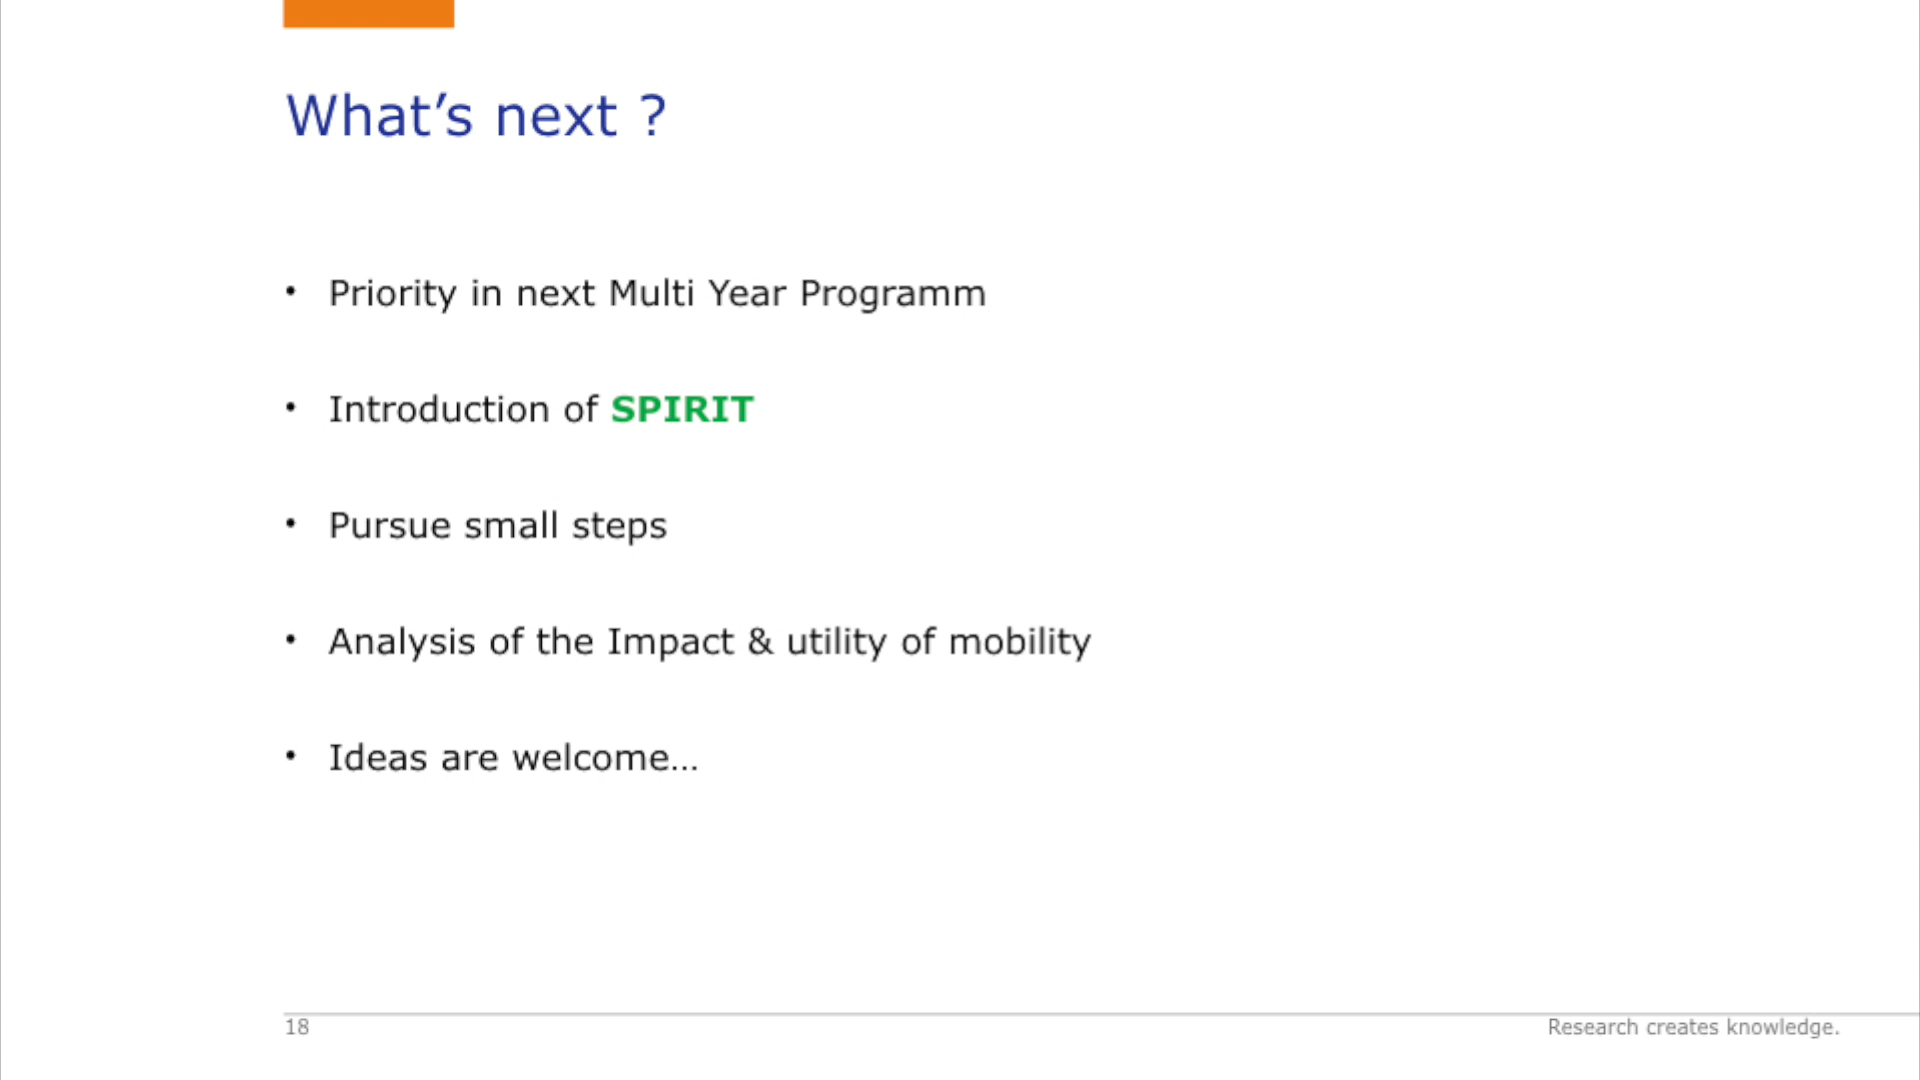 What’s next ?
• Priority in next Multi Year Programm
• Introduction of SPIRIT
• Pursue small steps
• Analysis of the Impact & utility of mobility
• Ideas are welcome…
18
Research creates knowledge.